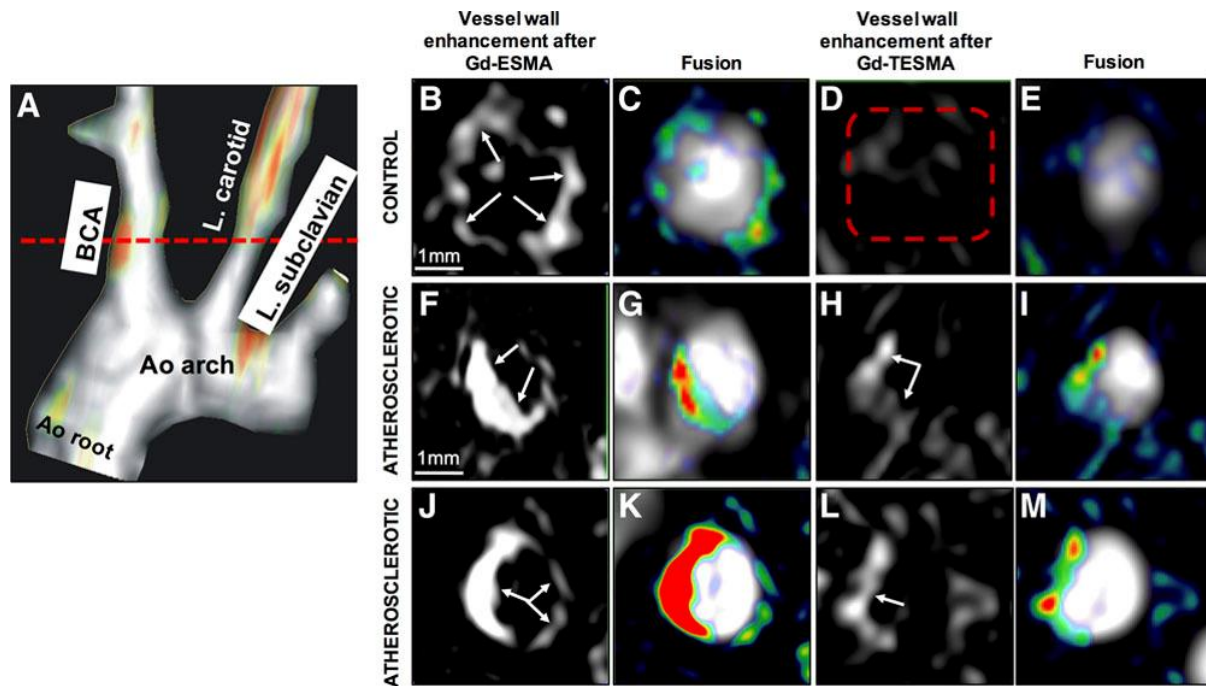 Vessel wall
enhancement after
Gd-ESMA
Fusion
Vessel wall
enhancement after
Gd-TESMA
Fusion
A
BCA
L. carotid
L. subclavian
Ao arch
Ao root
CONTROL
B
1mm
C
D
E
ATHEROSCLEROTIC
F
1mm
G
H
I
ATHEROSCLEROTIC
J
K
L
M